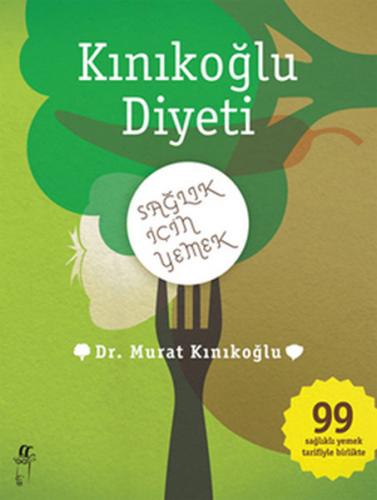 Kınıkoğlu
Diyeti
SAĞLIK
İÇİN
YEMEK
Dr. Murat Kınıkoğlu
99
sağlıklı yemek
tarifiyle birlikte